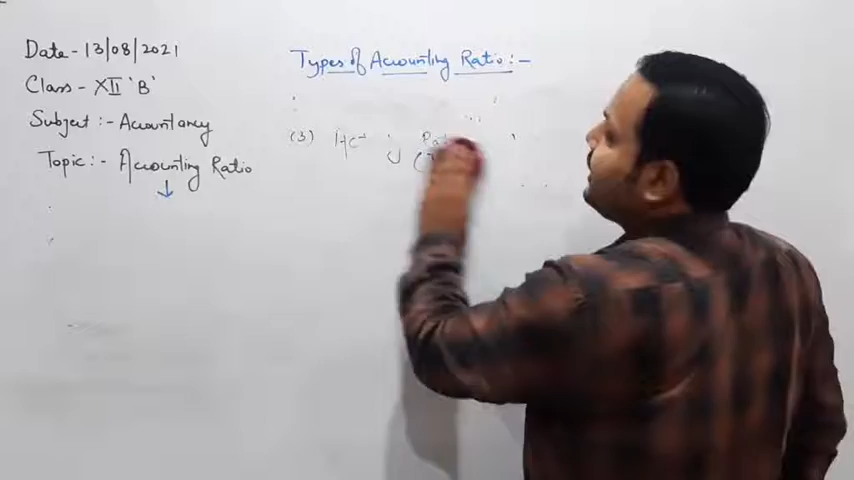 Date - 13/08/2021
Class - XII 'B'
Subject :- Accountancy
Topic :- Accounting Ratio
↓
Types of Accounting Ratio :-
(3)